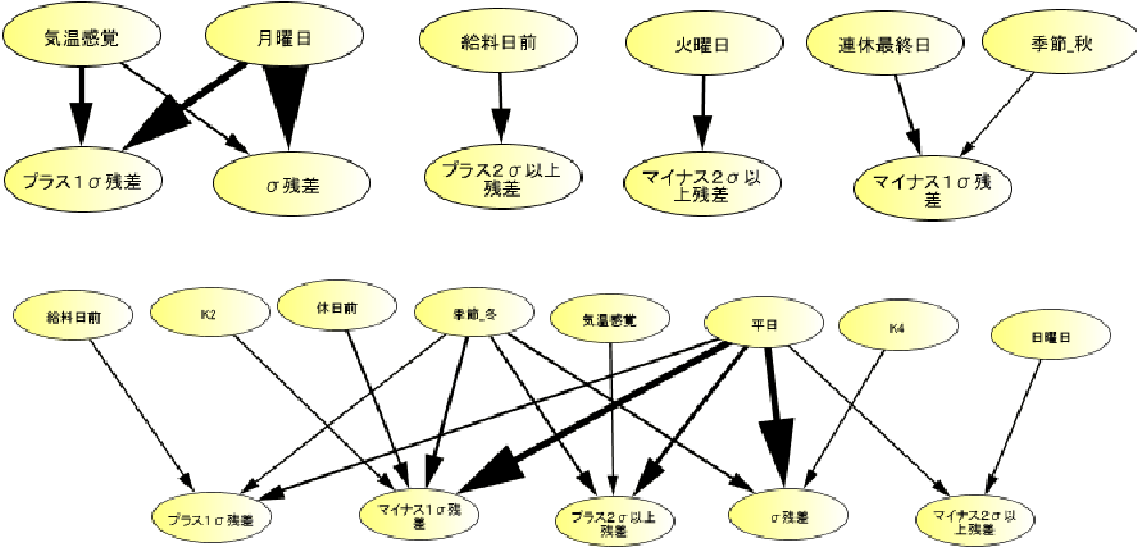 気温感覚
月曜日
給料日前
火曜日
連休最終日
季節_秋
プラス1σ残差
σ残差
プラス2σ以上
残差
マイナス2σ以
上残差
マイナス1σ残
差
給料日前
K2
休日前
季節_冬
気温感覚
平日
K4
日曜日
プラス1σ残差
マイナス1σ残
差
プラス2σ以上
残差
σ残差
マイナス2σ以
上残差